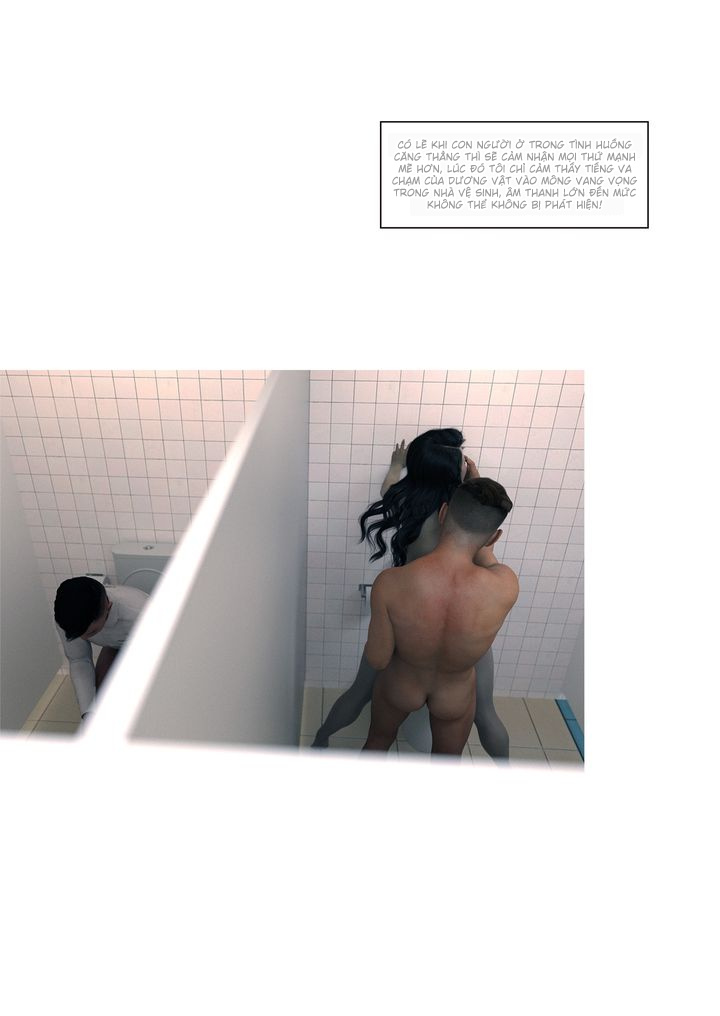 CÓ LẼ KHI CON NGƯỜI Ở TRONG TÌNH HUỐNG
CĂNG THẲNG THÌ SẼ CẢM NHẬN MỌI THỨ MẠNH
MẼ HƠN, LÚC ĐÓ TÔI CHỈ CẢM THẤY TIẾNG VA
CHẠM CỦA DƯƠNG VẬT VÀO MÔNG VANG VỌNG
TRONG NHÀ VỆ SINH, ÂM THANH LỚN ĐẾN MỨC
KHÔNG THỂ KHÔNG BỊ PHÁT HIỆN!